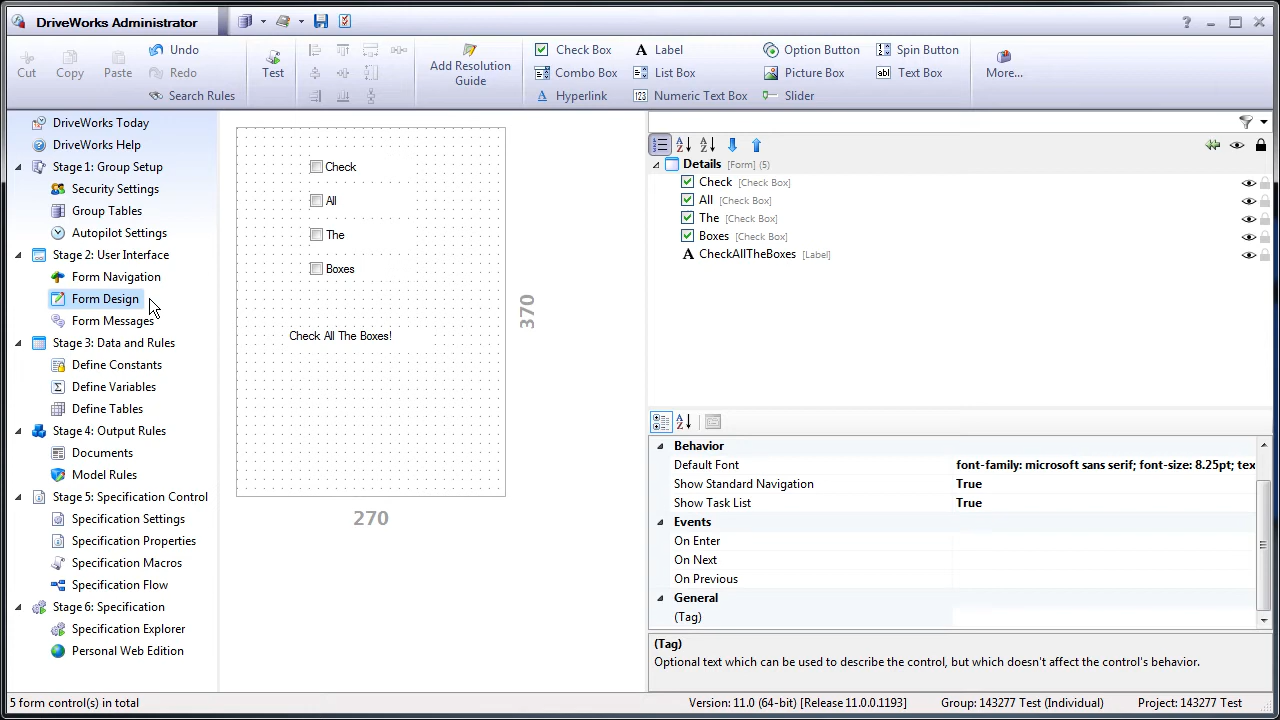 DriveWorks Administrator
Cut
Copy
Paste
Undo
Redo
Search Rules
Test
Add Resolution Guide
Check Box
Combo Box
Hyperlink
Label
List Box
Numeric Text Box
Option Button
Picture Box
Slider
Spin Button
Text Box
More...
DriveWorks Today
DriveWorks Help
Stage 1: Group Setup
Security Settings
Group Tables
Autopilot Settings
Stage 2: User Interface
Form Navigation
Form Design
Form Messages
Stage 3: Data and Rules
Define Constants
Define Variables
Define Tables
Stage 4: Output Rules
Documents
Model Rules
Stage 5: Specification Control
Specification Settings
Specification Properties
Specification Macros
Specification Flow
Stage 6: Specification
Specification Explorer
Personal Web Edition
Check
All
The
Boxes
Check All The Boxes!
370
270
Details [Form] (5)
Check [Check Box]
All [Check Box]
The [Check Box]
Boxes [Check Box]
CheckAllTheBoxes [Label]
Behavior
Default Font font-family: microsoft sans serif; font-size: 8.25pt; tex
Show Standard Navigation True
Show Task List True
Events
On Enter
On Next
On Previous
General
(Tag)
(Tag)
Optional text which can be used to describe the control, but which doesn't affect the control's behavior.
5 form control(s) in total
Version: 11.0 (64-bit) [Release 11.0.0.1193]
Group: 143277 Test (Individual)
Project: 143277 Test